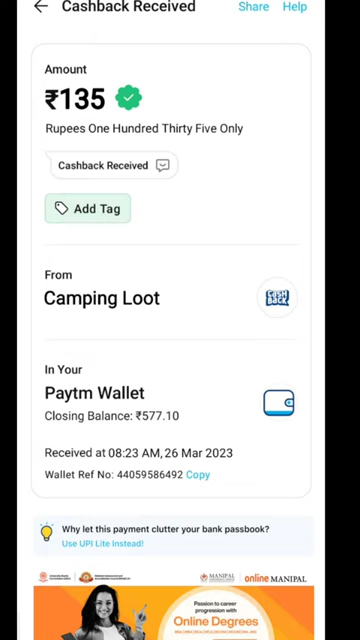 Cashback Received
Share Help
Amount
₹135
Rupees One Hundred Thirty Five Only
Cashback Received
Add Tag
From
Camping Loot
CASH BACK
In Your
Paytm Wallet
Closing Balance: ₹577.10
Received at 08:23 AM, 26 Mar 2023
Wallet Ref No: 44059586492 Copy
Why let this payment clutter your bank passbook?
Use UPI Lite Instead!
MANIPAL
online MANIPAL
Passion to career
progression with
Online Degrees